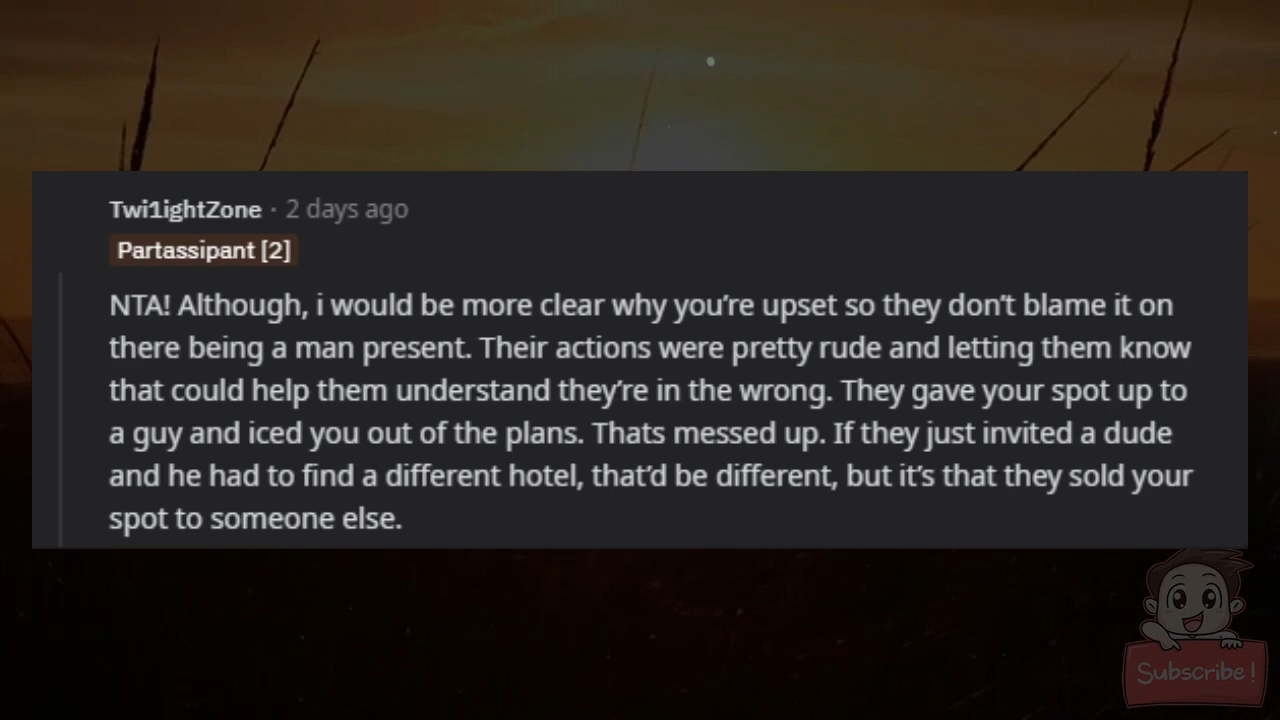 Twi1ightZone · 2 days ago
Partassipant [2]
NTA! Although, i would be more clear why you’re upset so they don’t blame it on
there being a man present. Their actions were pretty rude and letting them know
that could help them understand they’re in the wrong. They gave your spot up to
a guy and iced you out of the plans. Thats messed up. If they just invited a dude
and he had to find a different hotel, that’d be different, but it’s that they sold your
spot to someone else.
Subscribe!